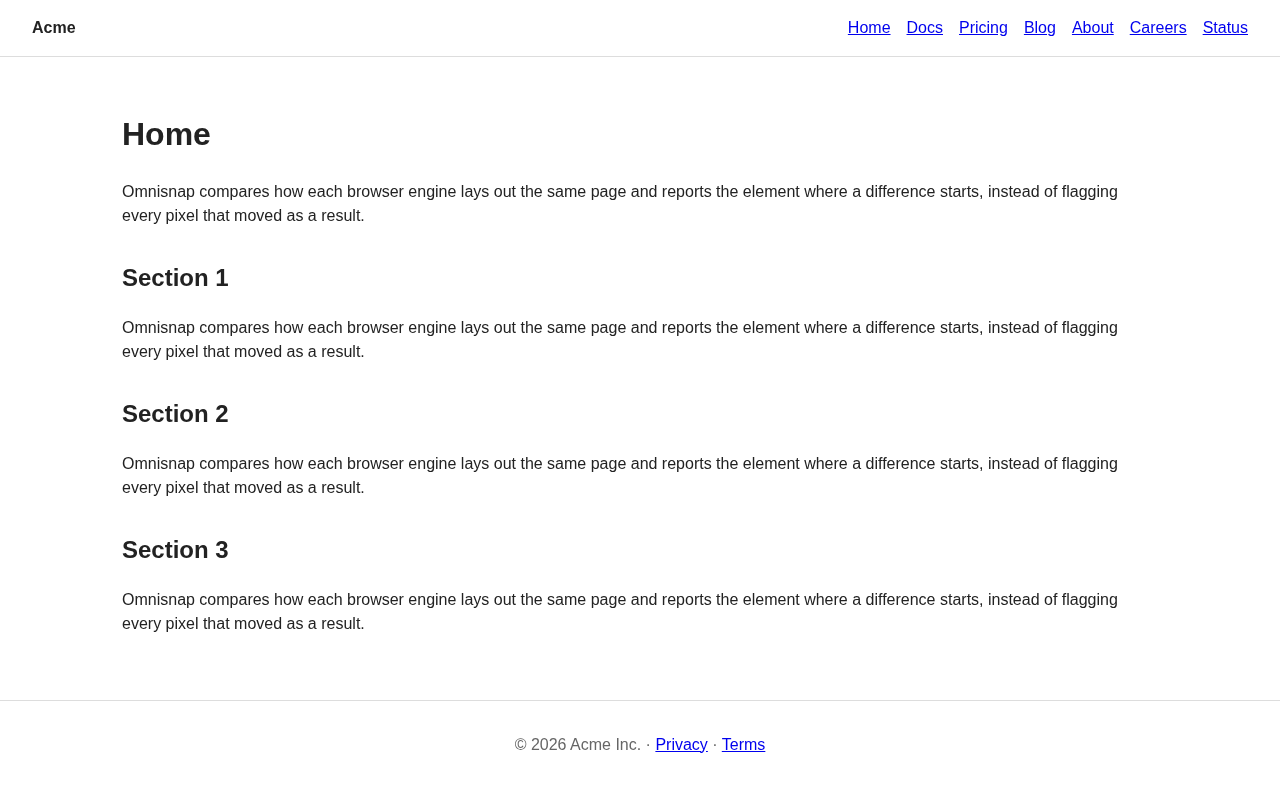 Acme
Home Docs Pricing Blog About Careers Status
Home
Omnisnap compares how each browser engine lays out the same page and reports the element where a difference starts, instead of flagging
every pixel that moved as a result.
Section 1
Omnisnap compares how each browser engine lays out the same page and reports the element where a difference starts, instead of flagging
every pixel that moved as a result.
Section 2
Omnisnap compares how each browser engine lays out the same page and reports the element where a difference starts, instead of flagging
every pixel that moved as a result.
Section 3
Omnisnap compares how each browser engine lays out the same page and reports the element where a difference starts, instead of flagging
every pixel that moved as a result.
© 2026 Acme Inc. · Privacy · Terms